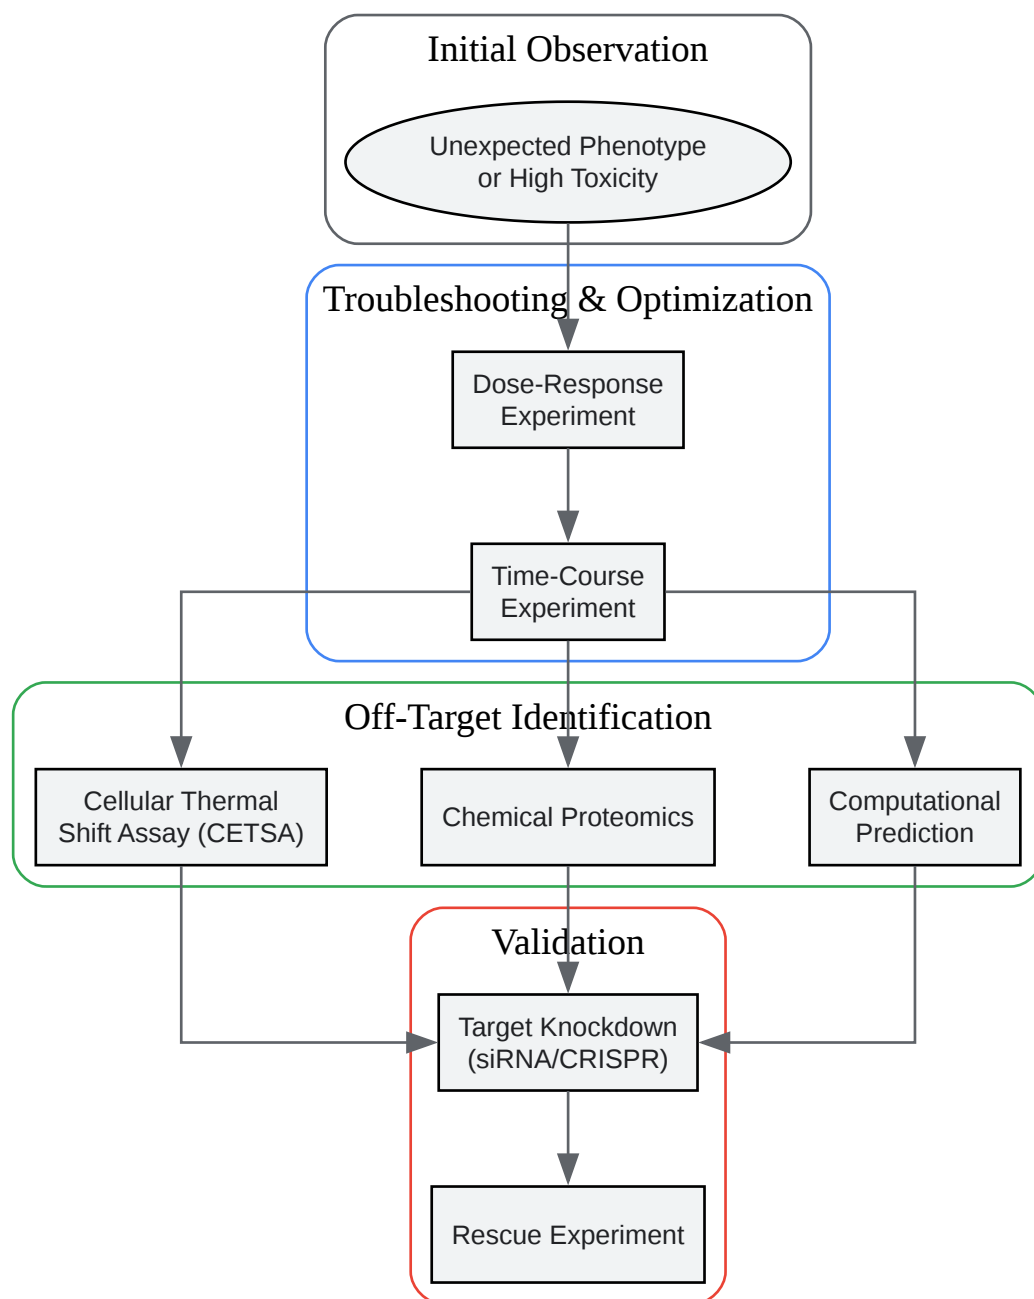 Initial Observation
Unexpected Phenotype
or High Toxicity
Troubleshooting & Optimization
Dose-Response
Experiment
Time-Course
Experiment
Off-Target Identification
Cellular Thermal
Shift Assay (CETSA)
Chemical Proteomics
Computational
Prediction
Validation
Target Knockdown
(siRNA/CRISPR)
Rescue Experiment